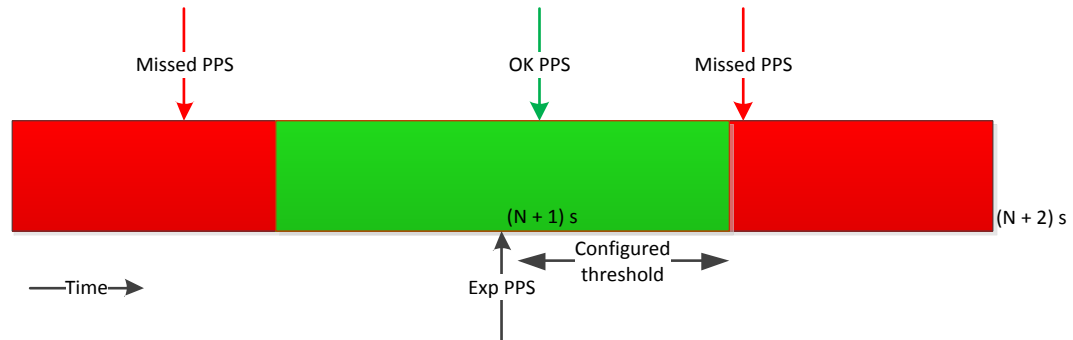 Missed PPS
OK PPS
Missed PPS
(N + 1) s
(N + 2) s
Configured
threshold
Time
Exp PPS